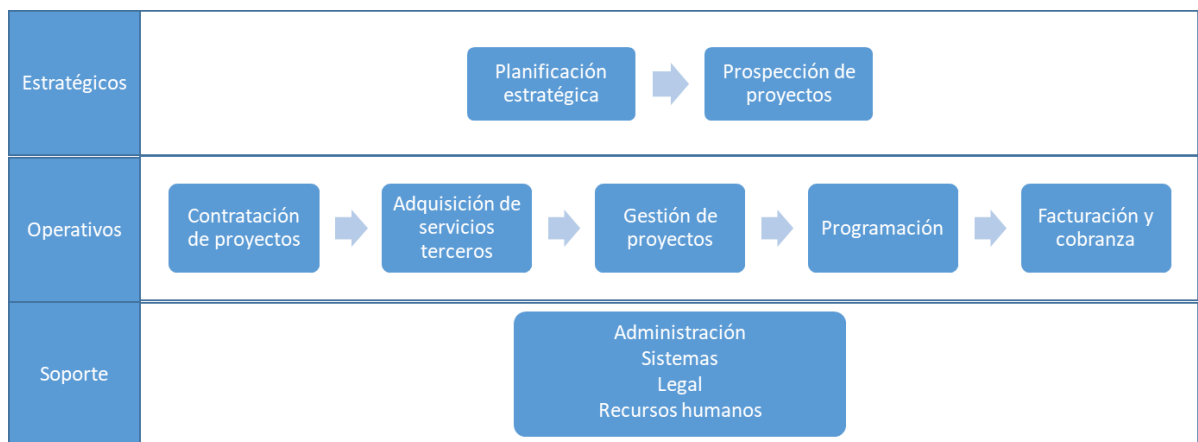 Estratégicos
Planificación
estratégica
Prospección de
proyectos
Operativos
Contratación
de proyectos
Adquisición de
servicios
terceros
Gestión de
proyectos
Programación
Facturación y
cobranza
Soporte
Administración
Sistemas
Legal
Recursos humanos